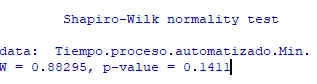 Shapiro-Wilk normality test
data:  Tiempo.proceso.automatizado.Min.
W = 0.88295, p-value = 0.1411